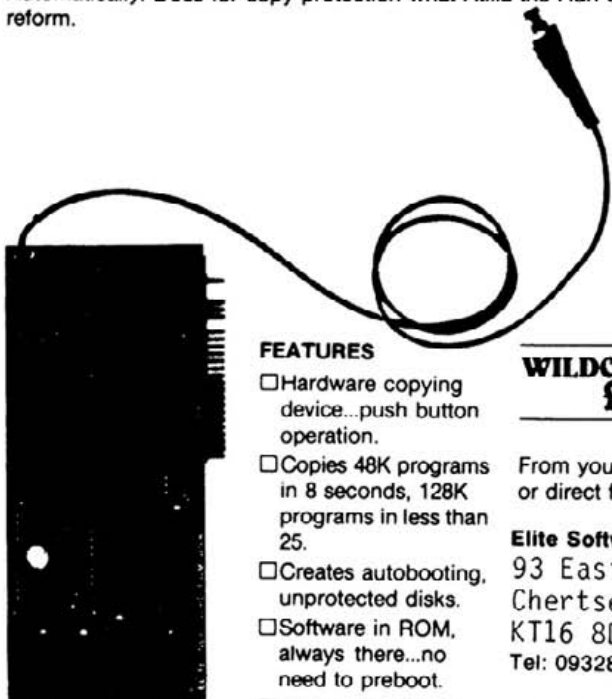 reform.
FEATURES
□Hardware copying
device...push button
operation.
□Copies 48K programs
in 8 seconds, 128K
programs in less than
25.
□Creates autobooting,
unprotected disks.
□Software in ROM,
always there...no
need to preboot.
WILDC
£
From you
or direct f
Elite Softw
93 East
Chertse
KT16 8
Tel: 09328